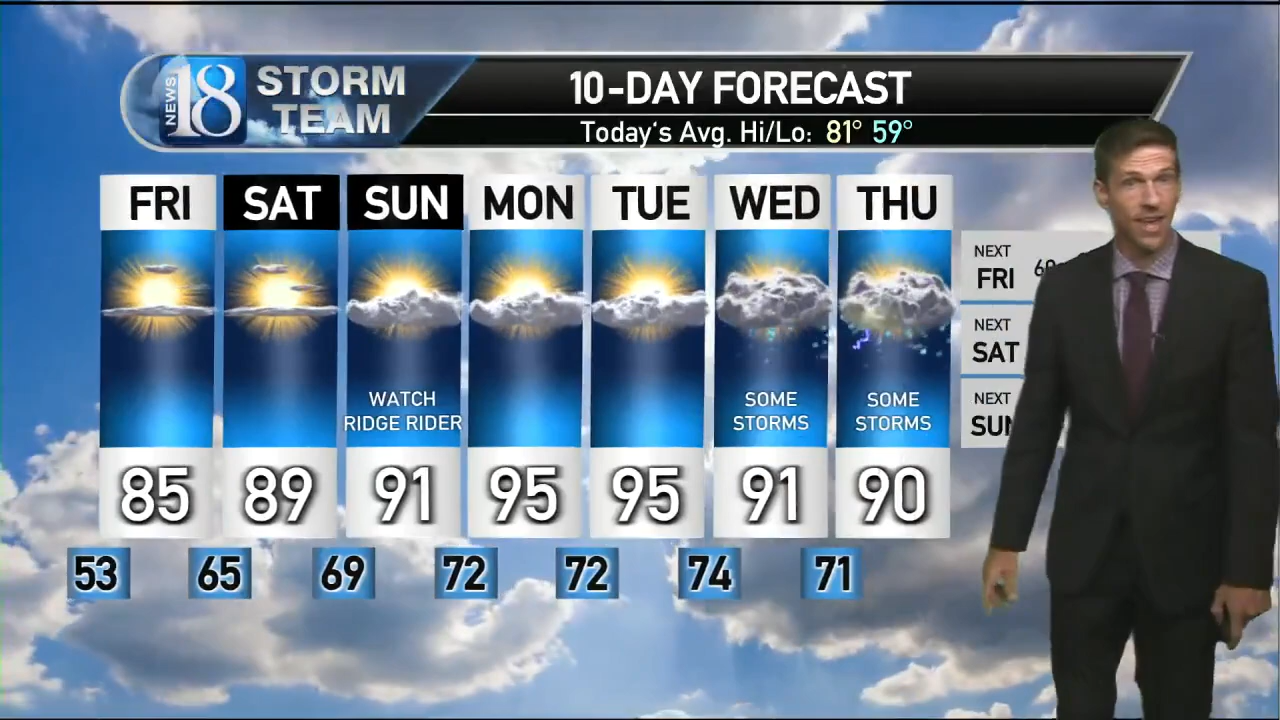 NEWS 18
STORM
TEAM
10-DAY FORECAST
Today's Avg. Hi/Lo: 81° 59°
FRI SAT SUN MON TUE WED THU
WATCH
RIDGE RIDER
SOME
STORMS
SOME
STORMS
85 89 91 95 95 91 90
53 65 69 72 72 74 71
NEXT
FRI
NEXT
SAT
NEXT
SUN